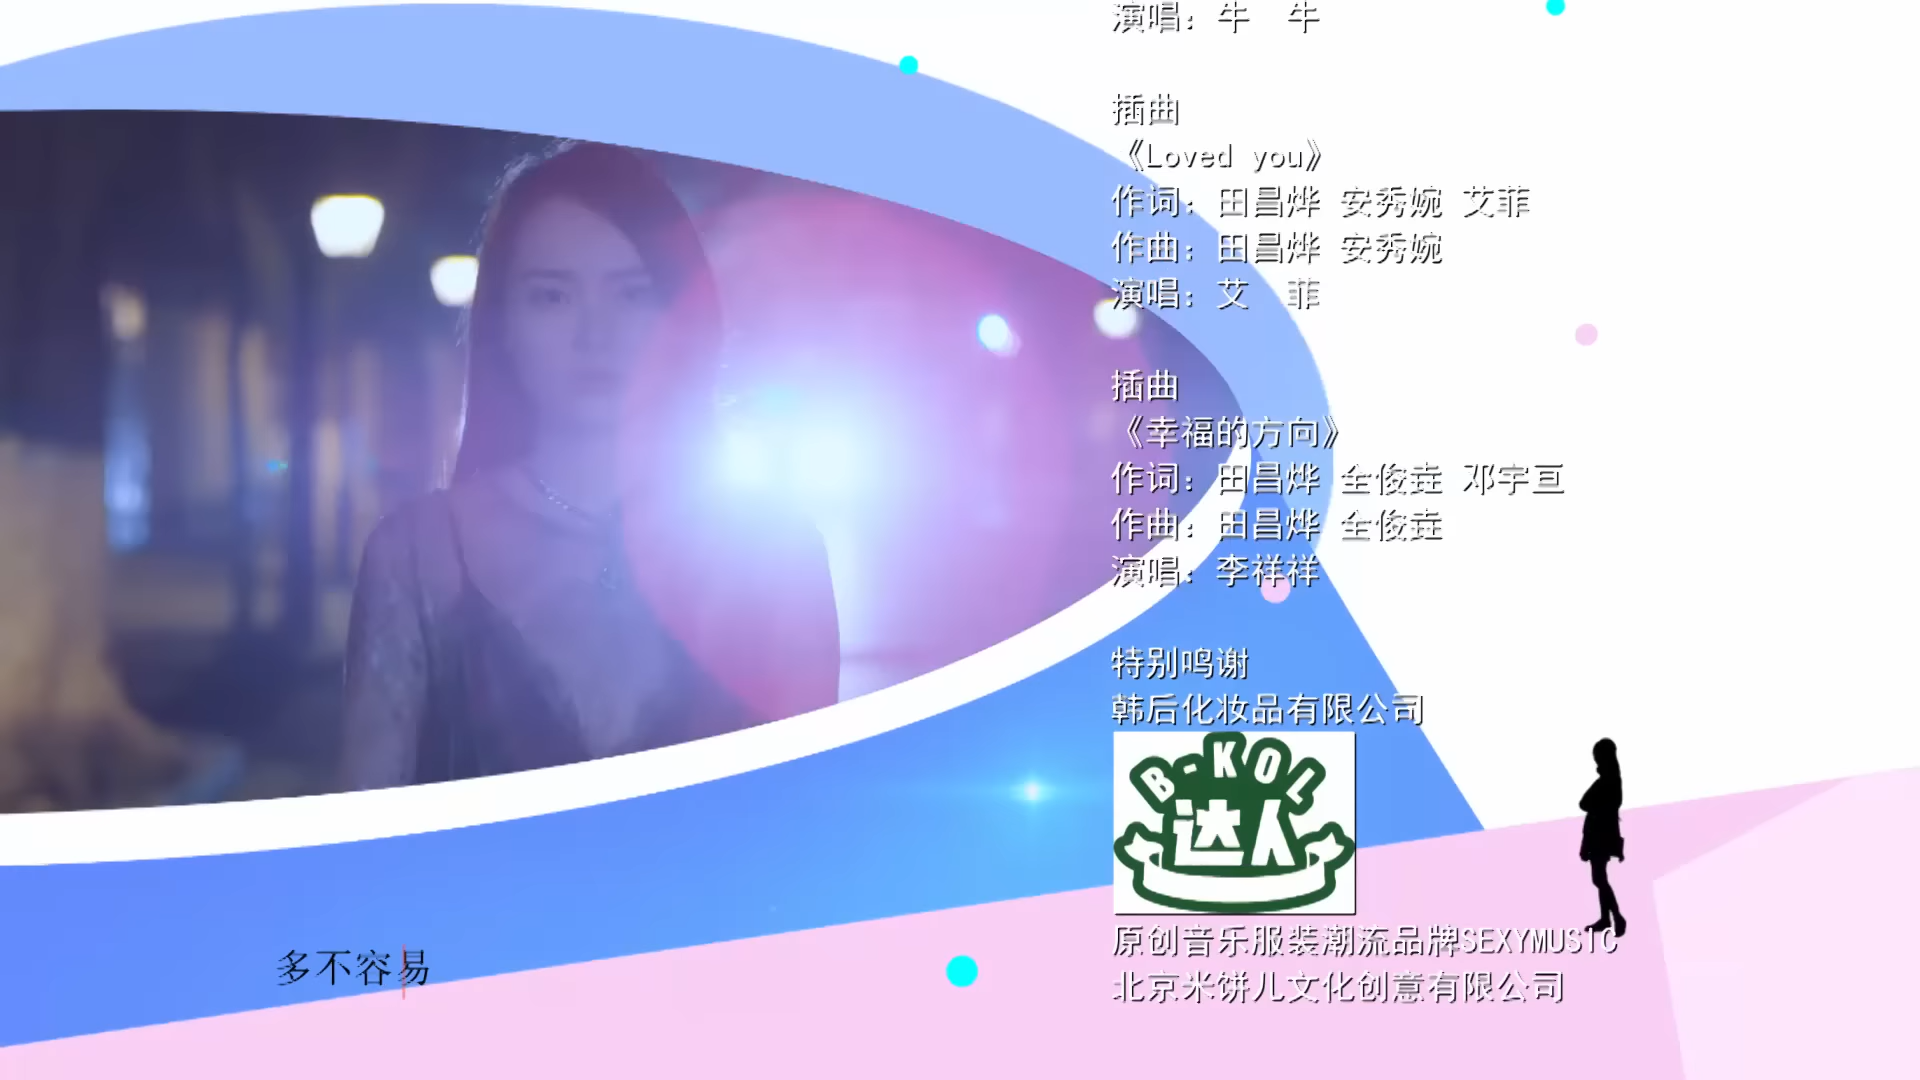 演唱：牛　牛
插曲
《Loved you》
作词：田昌烨 安秀婉 艾菲
作曲：田昌烨 安秀婉
演唱：艾　菲
插曲
《幸福的方向》
作词：田昌烨 全俊垚 邓宇亘
作曲：田昌烨 全俊垚
演唱：李祥祥
特别鸣谢
韩后化妆品有限公司
B-KOL
达人
原创音乐服装潮流品牌SEXYMUSIC
北京米饼儿文化创意有限公司
多不容易